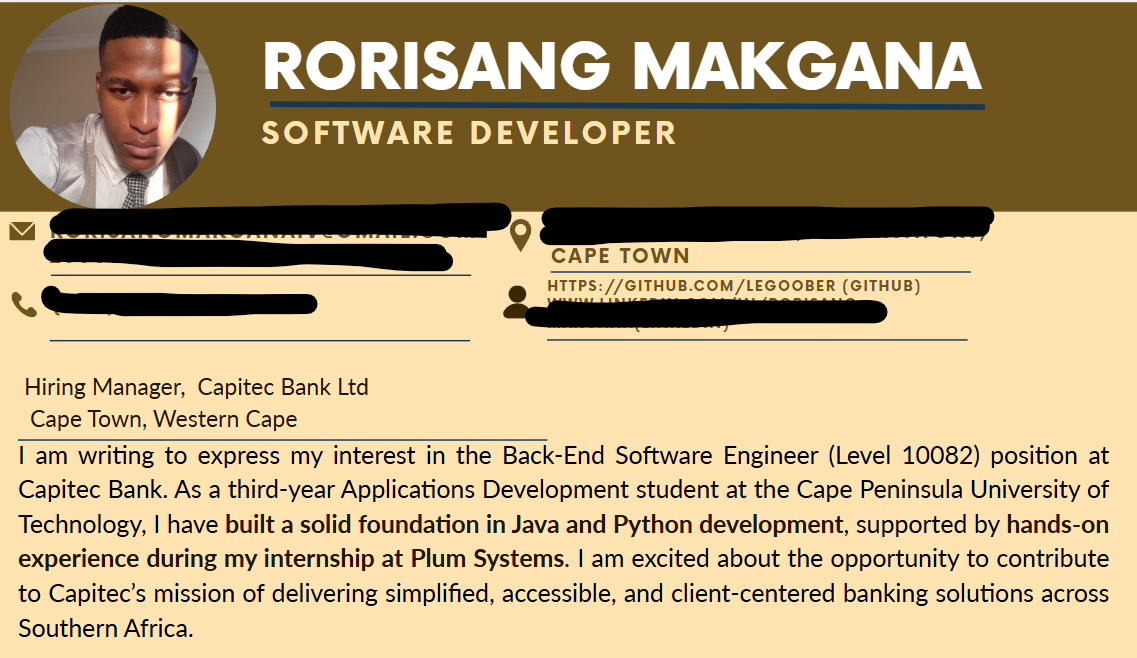 RORISANG MAKGANA
SOFTWARE DEVELOPER
CAPE TOWN
HTTPS://GITHUB.COM/LEGOOBER (GITHUB)
Hiring Manager, Capitec Bank Ltd
Cape Town, Western Cape
I am writing to express my interest in the Back-End Software Engineer (Level 10082) position at
Capitec Bank. As a third-year Applications Development student at the Cape Peninsula University of
Technology, I have built a solid foundation in Java and Python development, supported by hands-on
experience during my internship at Plum Systems. I am excited about the opportunity to contribute
to Capitec’s mission of delivering simplified, accessible, and client-centered banking solutions across
Southern Africa.